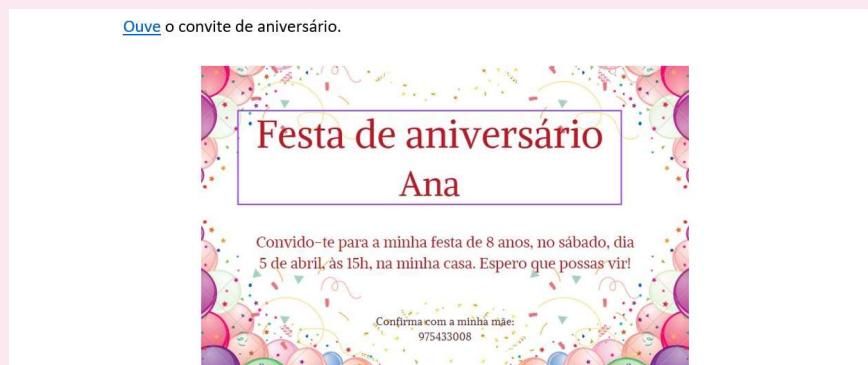 Ouve o convite de aniversário.
Festa de aniversário
Ana
Convido-te para a minha festa de 8 anos, no sábado, dia
5 de abril, às 15h, na minha casa. Espero que possas vir!
Confirma com a minha mãe:
975433008